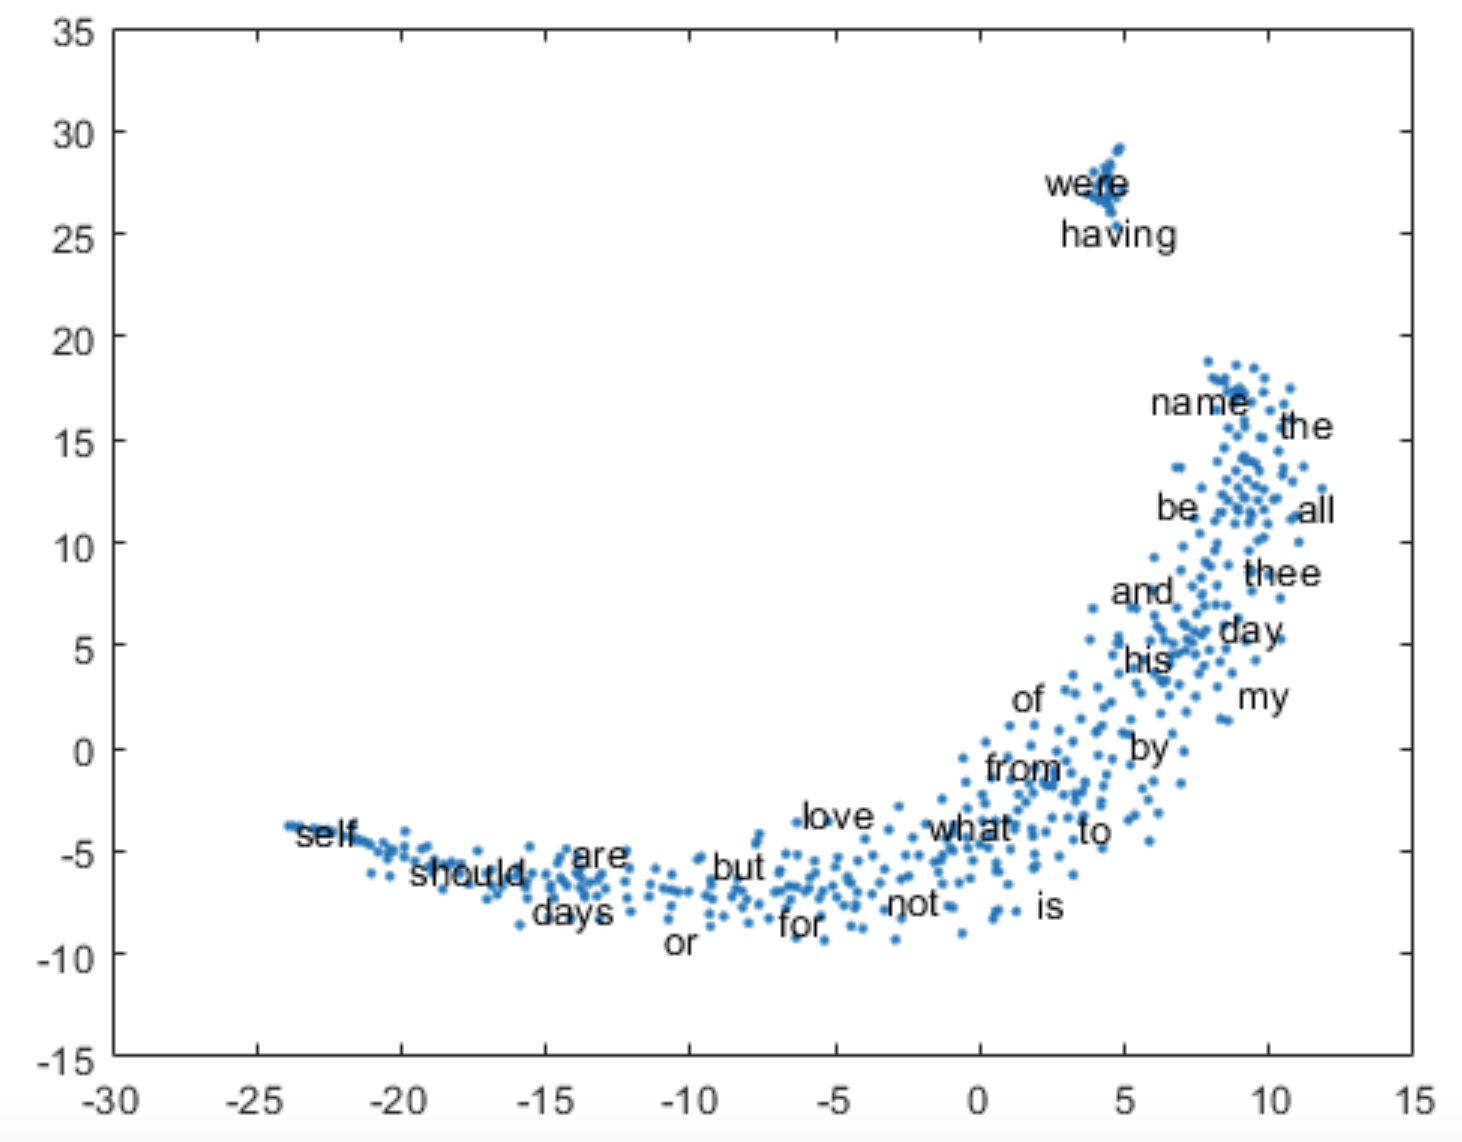 35
30
were
25
having
20
name
the
15
be
all
10
thee
and
day
5
his
my
of
0
by
from
love
what
to
self
-5
are
but
should
not
is
days
for
or
-10
-15
-30 -25 -20 -15 -10 -5 0 5 10 15